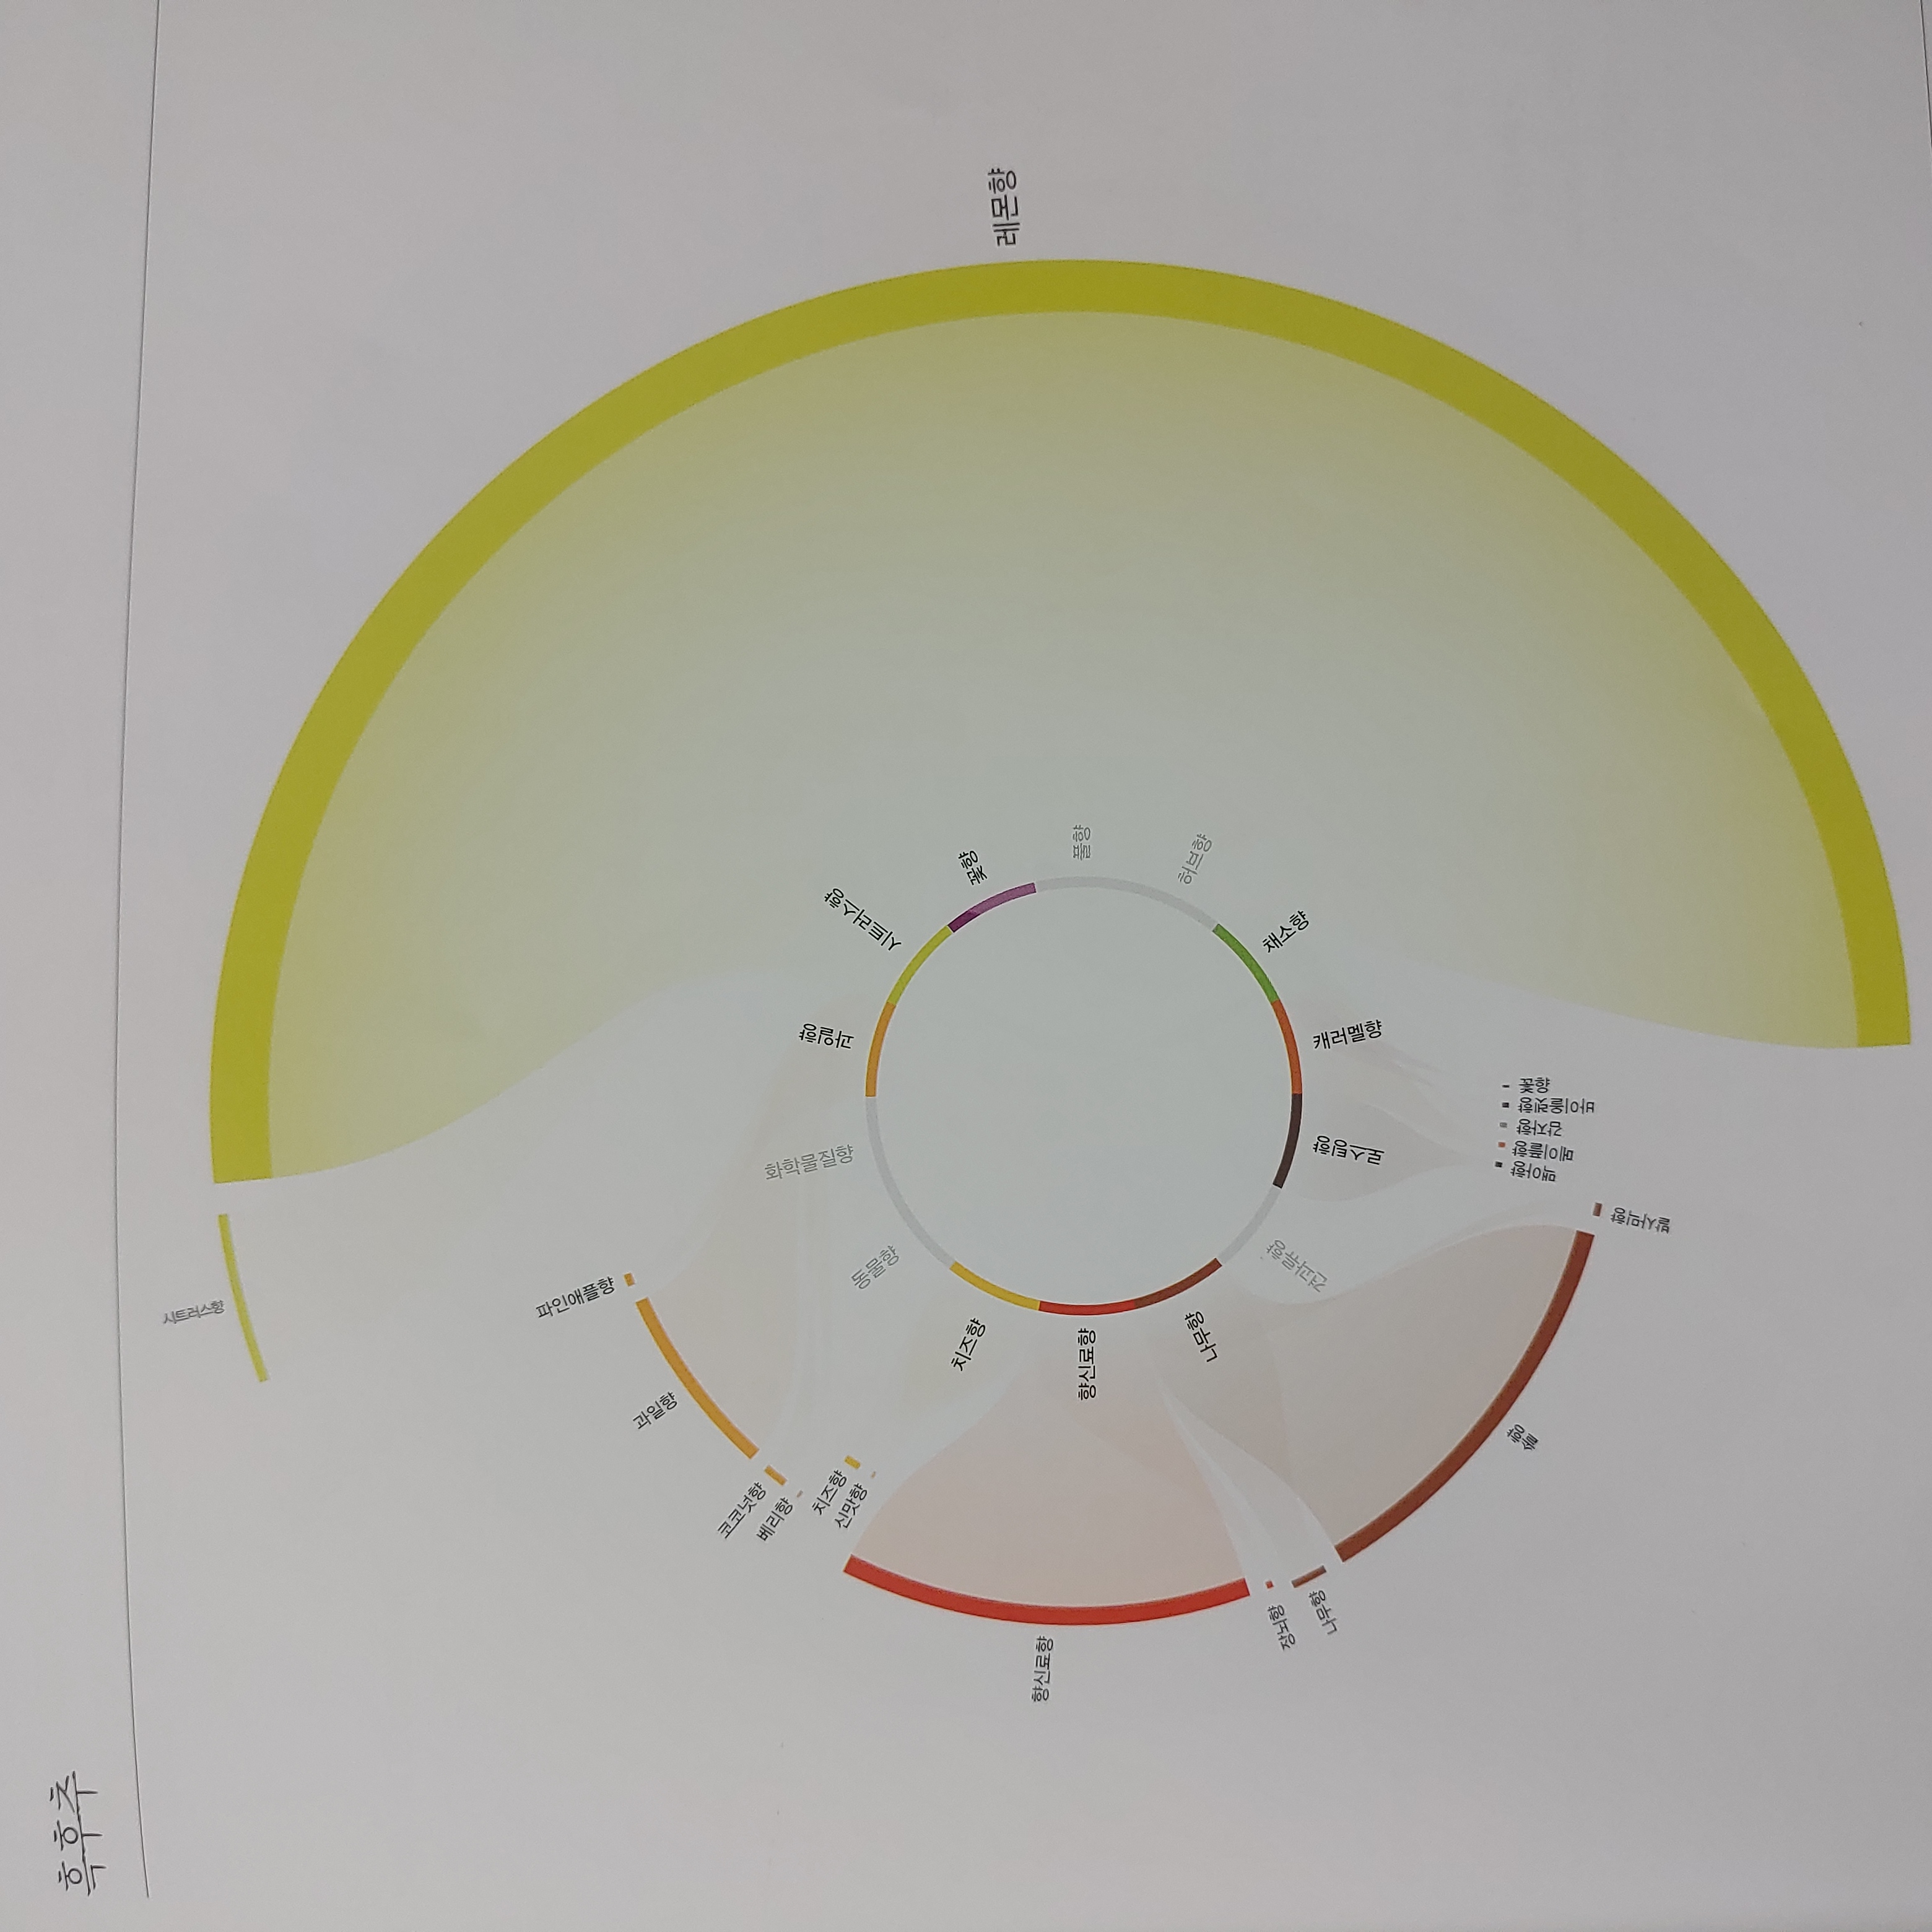 흑후추
시트러스향
파인애플향
과일향
코코넛향
베리향
치즈향
신맛향
향신료향
장뇌향
나무향
솔향
발사믹향
맥아향
메이플향
감자향
바이올렛향
꽃향
레몬향
화학물질향
과일향
시트러스향
꽃향
풀향
허브향
채소향
캐러멜향
로스팅향
견과류향
나무향
향신료향
치즈향
동물향